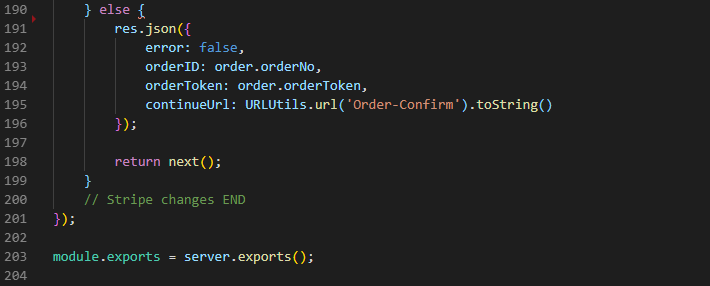 190 } else {
191 res.json({
192 error: false,
193 orderID: order.orderNo,
194 orderToken: order.orderToken,
195 continueUrl: URLUtils.url('Order-Confirm').toString()
196 });
197
198 return next();
199 }
200 // Stripe changes END
201 });
202
203 module.exports = server.exports();
204